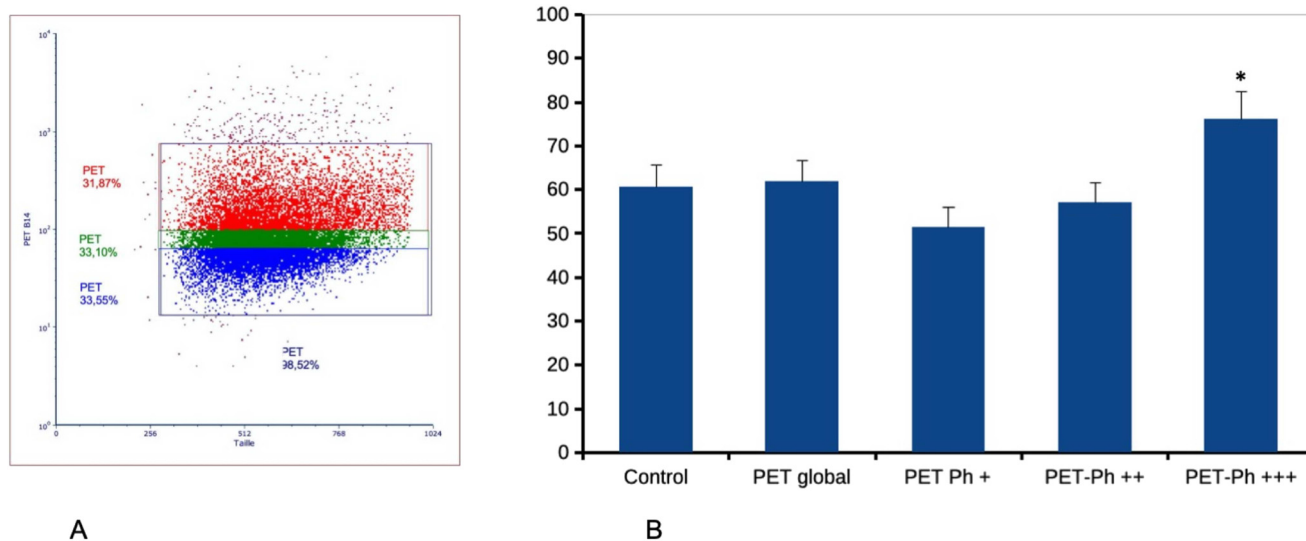 10⁴
10³
10²
10¹
10⁰
PET B14
PET
31,87%
PET
33,10%
PET
33,55%
PET
98,52%
0 256 512 768 1024
Taille
A
100
90
80
70
60
50
40
30
20
10
0
*
Control PET global PET Ph + PET-Ph ++ PET-Ph +++
B